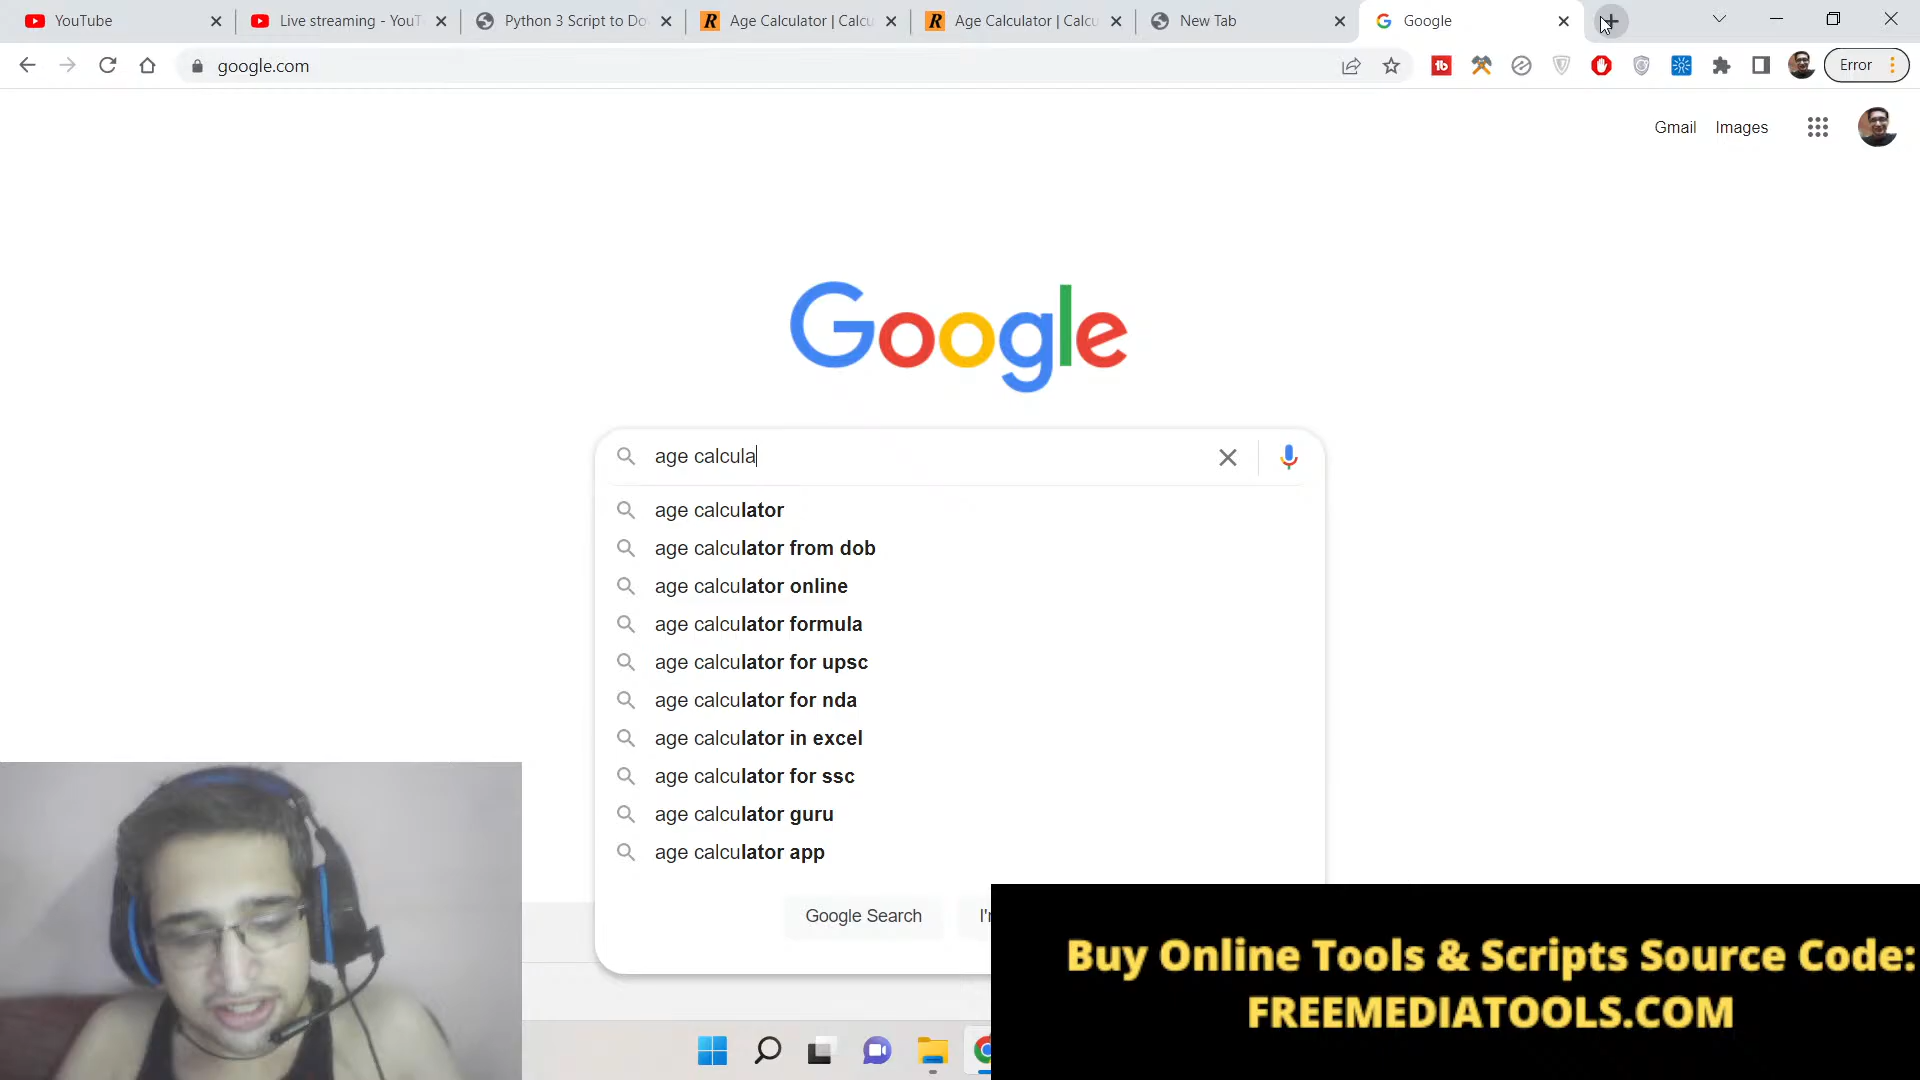 YouTube
Live streaming - YouT
Python 3 Script to Do
R Age Calculator | Calcu
R Age Calculator | Calcu
New Tab
Google
google.com
tb
Error
Gmail Images
Google
age calcula
age calculator
age calculator from dob
age calculator online
age calculator formula
age calculator for upsc
age calculator for nda
age calculator in excel
age calculator for ssc
age calculator guru
age calculator app
Google Search I'
Buy Online Tools & Scripts Source Code:
FREEMEDIATOOLS.COM